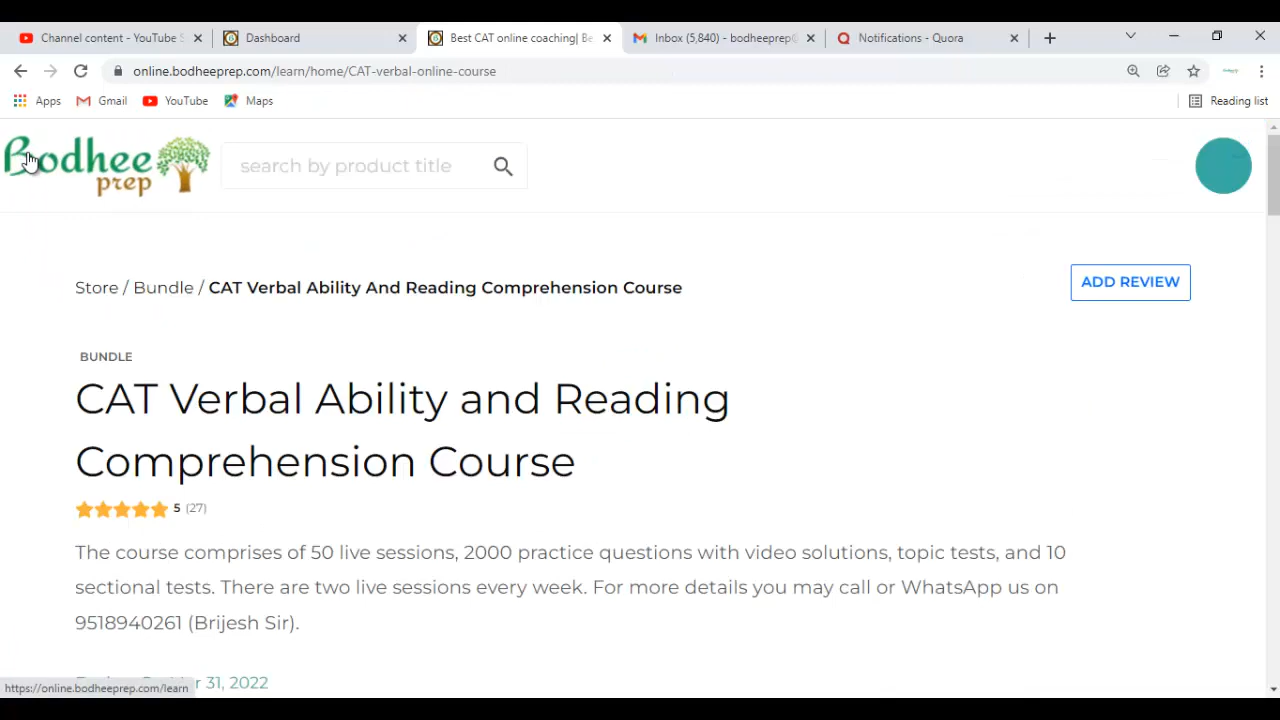 Channel content - YouTube S
Dashboard
Best CAT online coaching| Be
Inbox (5,840) - bodheeprep@
Notifications - Quora
online.bodheeprep.com/learn/home/CAT-verbal-online-course
Apps
Gmail
YouTube
Maps
Reading list
Bodhee
prep
search by product title
Store / Bundle / CAT Verbal Ability And Reading Comprehension Course
ADD REVIEW
BUNDLE
CAT Verbal Ability and Reading
Comprehension Course
5 (27)
The course comprises of 50 live sessions, 2000 practice questions with video solutions, topic tests, and 10
sectional tests. There are two live sessions every week. For more details you may call or WhatsApp us on
9518940261 (Brijesh Sir).
31, 2022
https://online.bodheeprep.com/learn